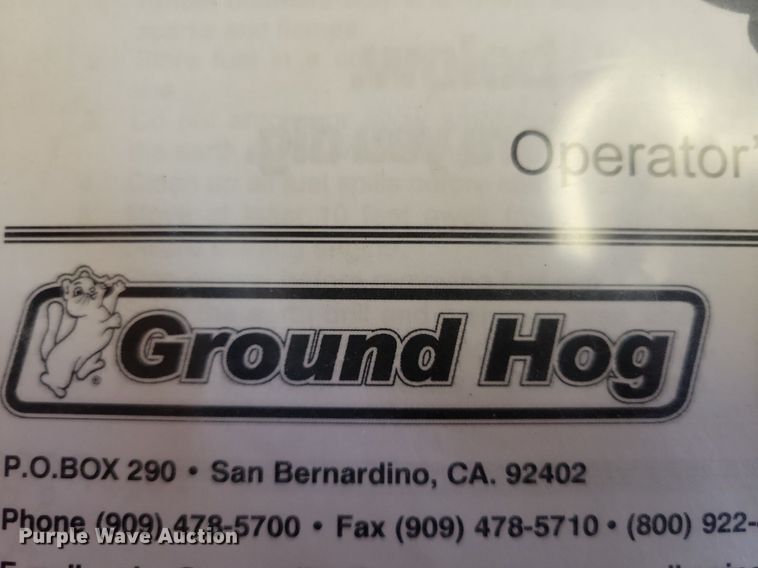 Operator'
Ground Hog
®
P.O.BOX 290 • San Bernardino, CA. 92402
Phone (909) 478-5700 • Fax (909) 478-5710 • (800) 922-
Purple Wave Auction